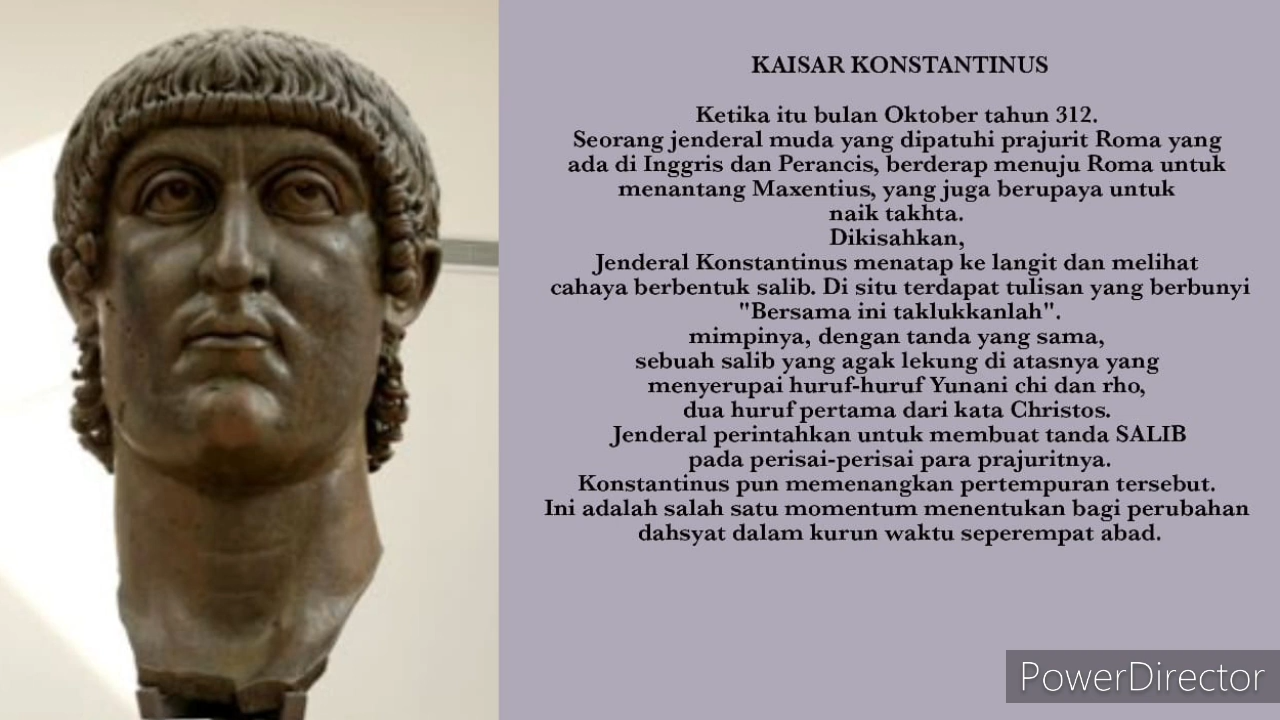 KAISAR KONSTANTINUS
Ketika itu bulan Oktober tahun 312.
Seorang jenderal muda yang dipatuhi prajurit Roma yang
ada di Inggris dan Perancis, berderap menuju Roma untuk
menantang Maxentius, yang juga berupaya untuk
naik takhta.
Dikisahkan,
Jenderal Konstantinus menatap ke langit dan melihat
cahaya berbentuk salib. Di situ terdapat tulisan yang berbunyi
"Bersama ini taklukkanlah".
mimpinya, dengan tanda yang sama,
sebuah salib yang agak lekung di atasnya yang
menyerupai huruf-huruf Yunani chi dan rho,
dua huruf pertama dari kata Christos.
Jenderal perintahkan untuk membuat tanda SALIB
pada perisai-perisai para prajuritnya.
Konstantinus pun memenangkan pertempuran tersebut.
Ini adalah salah satu momentum menentukan bagi perubahan
dahsyat dalam kurun waktu seperempat abad.
PowerDirector